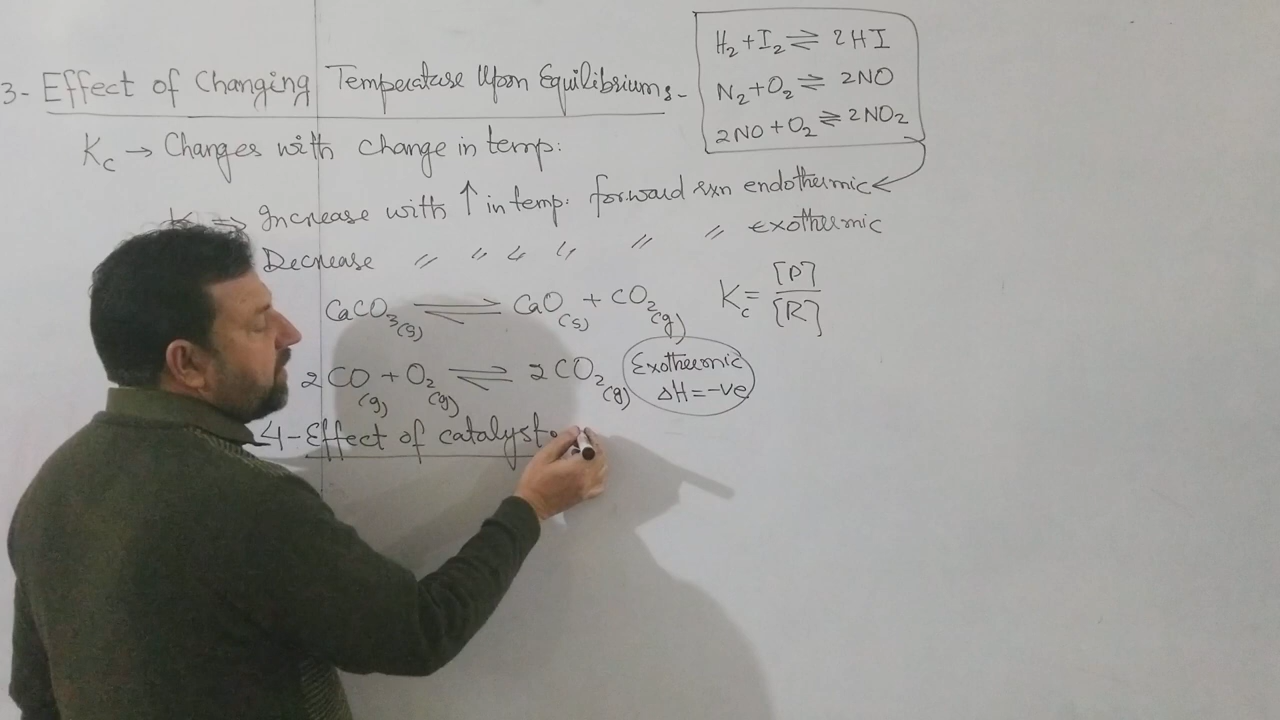 3- Effect of Changing Temperature Upon Equilibrium:-
H₂ + I₂ ⇌ 2HI
N₂ + O₂ ⇌ 2NO
2NO + O₂ ⇌ 2NO₂
Kc → Changes with change in temp:
⇒ Increase with ↑ in temp: forward rxn endothermic
Decrease " " " " " " exothermic
CaCO₃(s) ⇌ CaO(s) + CO₂(g)
Kc = [P]/[R]
2CO(g) + O₂(g) ⇌ 2CO₂(g)
Exothermic
ΔH = -ve
4- Effect of catalyst